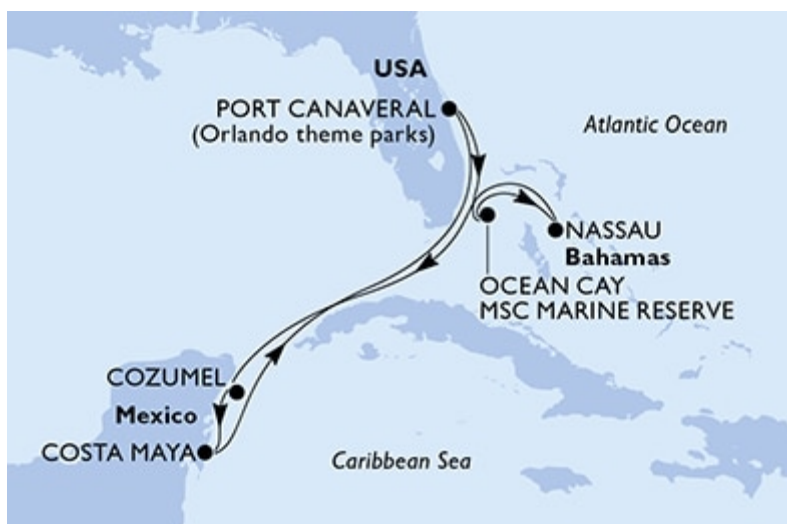 USA
PORT CANAVERAL
(Orlando theme parks)
Atlantic Ocean
NASSAU
Bahamas
OCEAN CAY
MSC MARINE RESERVE
COZUMEL
Mexico
COSTA MAYA
Caribbean Sea